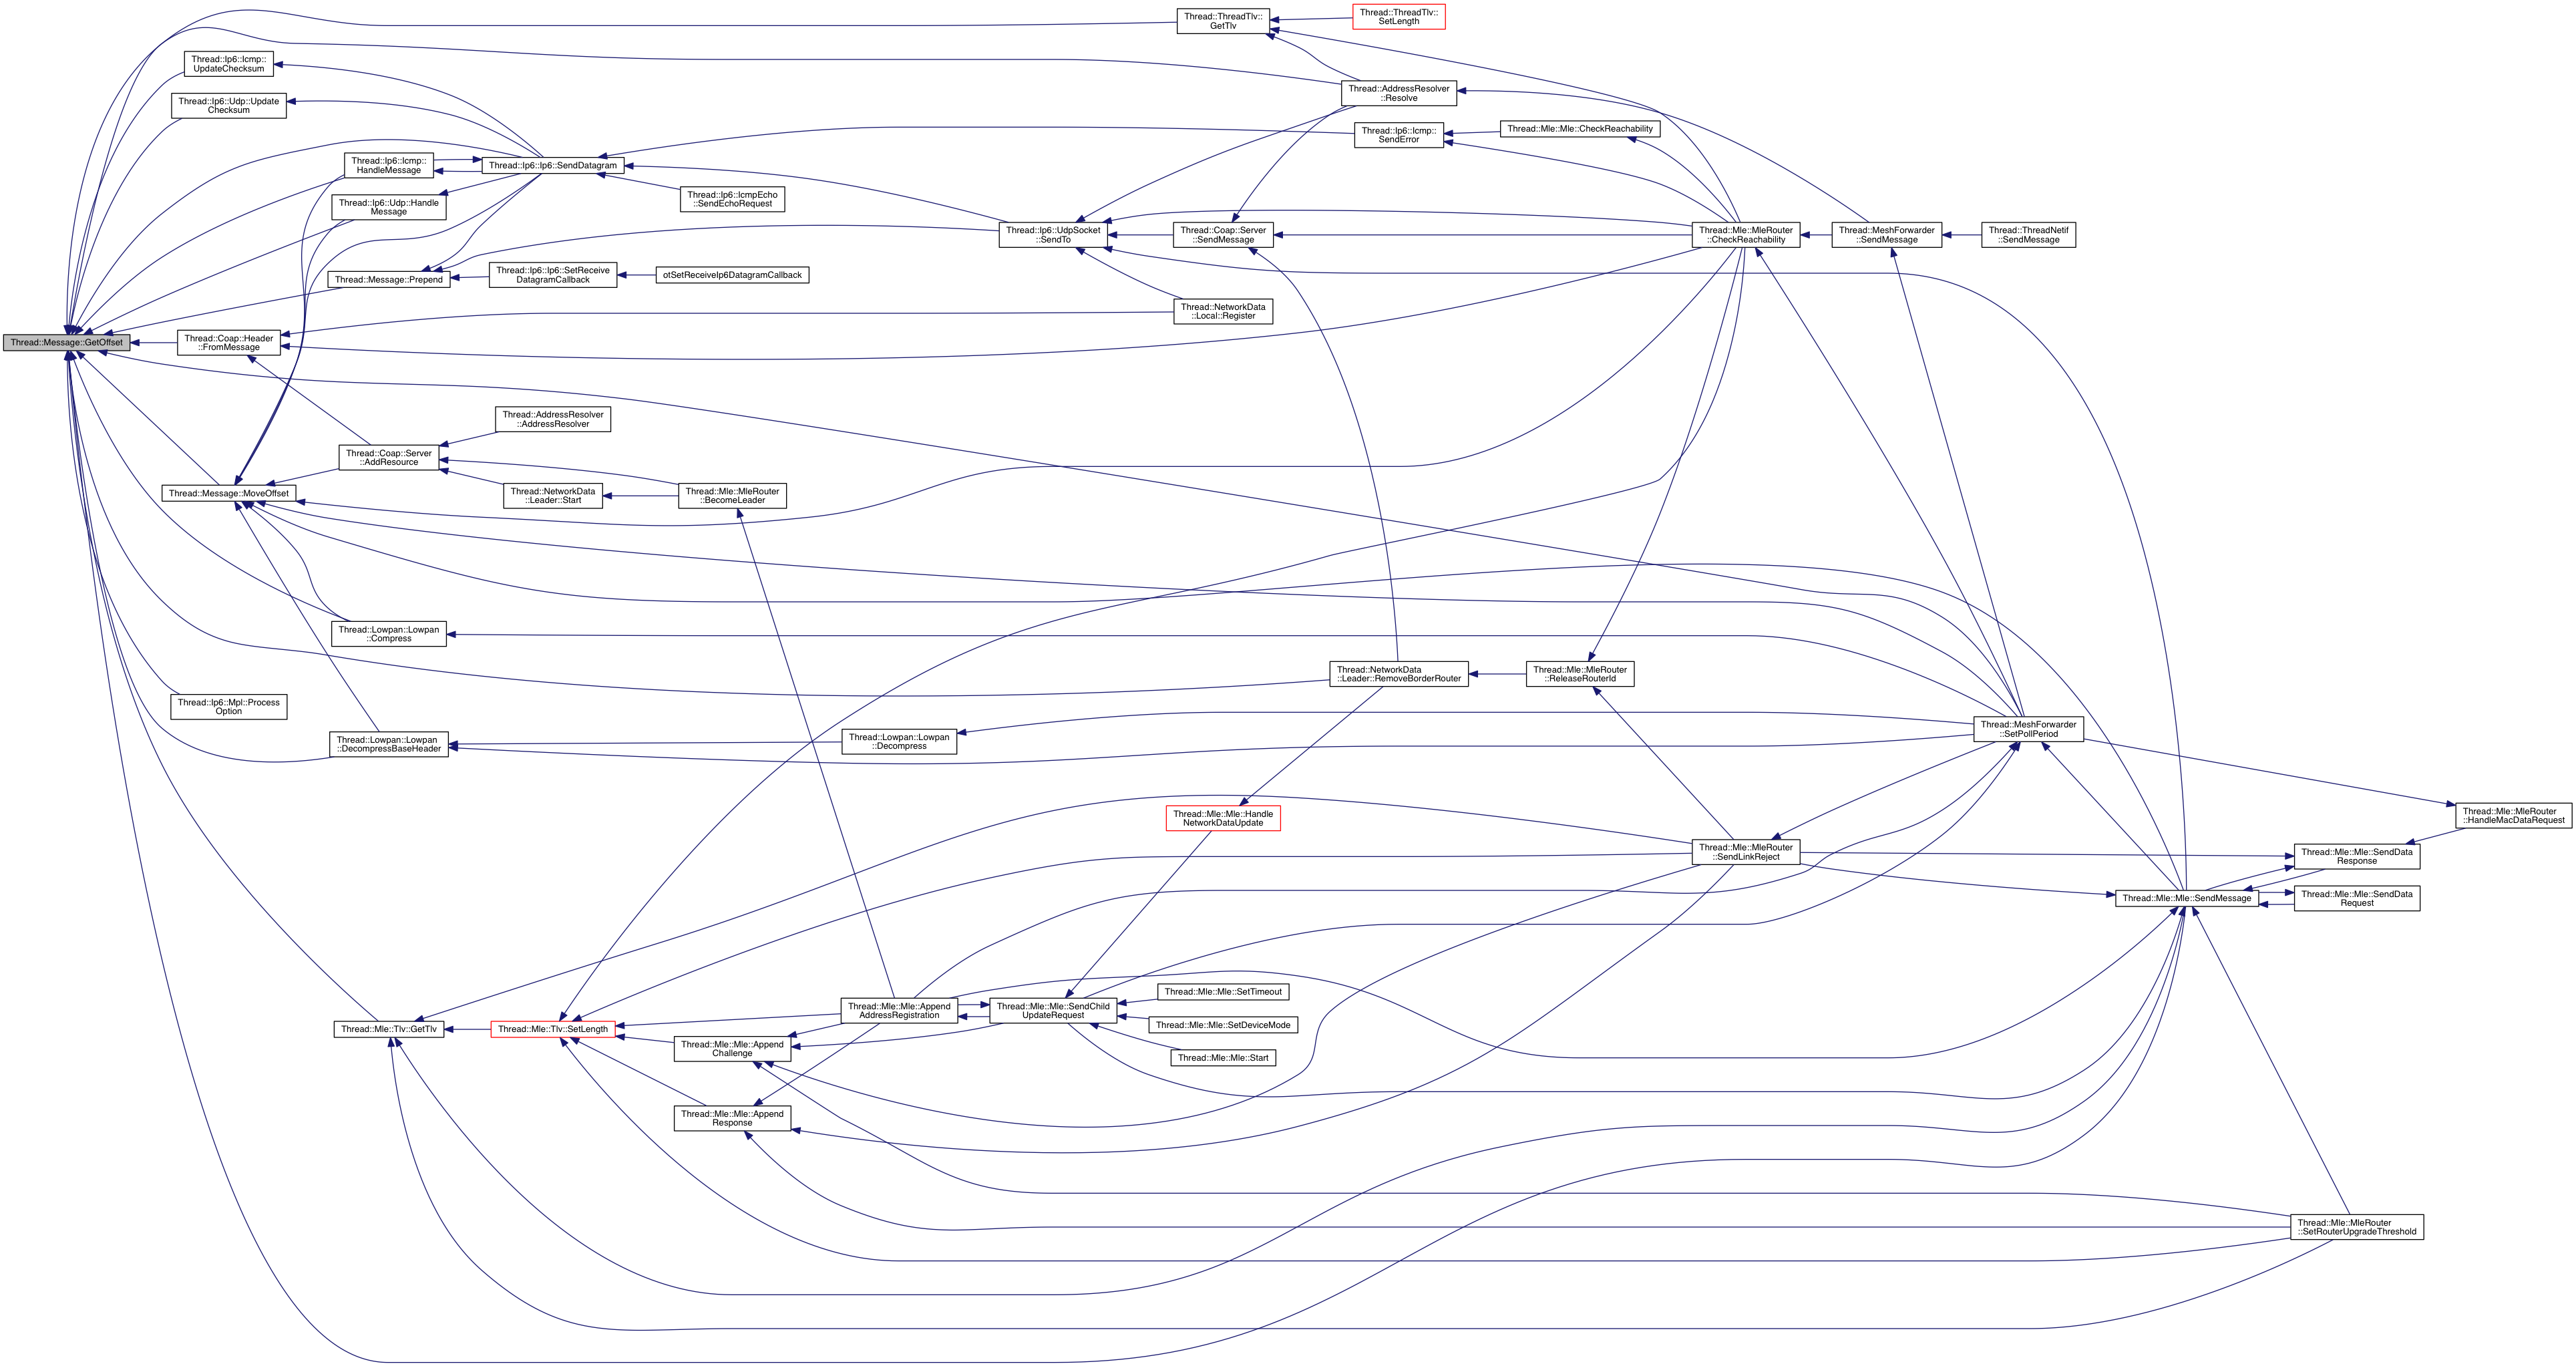 Thread::ThreadTlv::
GetTlv
Thread::ThreadTlv::
SetLength
Thread::Ip6::Icmp::
UpdateChecksum
Thread::AddressResolver
::Resolve
Thread::Ip6::Udp::Update
Checksum
Thread::Ip6::Icmp::
SendError
Thread::Mle::Mle::CheckReachability
Thread::Ip6::Icmp::
HandleMessage
Thread::Ip6::Ip6::SendDatagram
Thread::Ip6::IcmpEcho
::SendEchoRequest
Thread::Ip6::Udp::Handle
Message
Thread::Ip6::UdpSocket
::SendTo
Thread::Coap::Server
::SendMessage
Thread::Mle::MleRouter
::CheckReachability
Thread::MeshForwarder
::SendMessage
Thread::ThreadNetif
::SendMessage
Thread::Message::Prepend
Thread::Ip6::Ip6::SetReceive
DatagramCallback
otSetReceiveIp6DatagramCallback
Thread::NetworkData
::Local::Register
Thread::Message::GetOffset
Thread::Coap::Header
::FromMessage
Thread::AddressResolver
::AddressResolver
Thread::Coap::Server
::AddResource
Thread::Message::MoveOffset
Thread::NetworkData
::Leader::Start
Thread::Mle::MleRouter
::BecomeLeader
Thread::Lowpan::Lowpan
::Compress
Thread::NetworkData
::Leader::RemoveBorderRouter
Thread::Mle::MleRouter
::ReleaseRouterId
Thread::Ip6::Mpl::Process
Option
Thread::Lowpan::Lowpan
::DecompressBaseHeader
Thread::Lowpan::Lowpan
::Decompress
Thread::MeshForwarder
::SetPollPeriod
Thread::Mle::Mle::Handle
NetworkDataUpdate
Thread::Mle::MleRouter
::HandleMacDataRequest
Thread::Mle::MleRouter
::SendLinkReject
Thread::Mle::Mle::SendData
Response
Thread::Mle::Mle::SendMessage
Thread::Mle::Mle::SendData
Request
Thread::Mle::Mle::SetTimeout
Thread::Mle::Mle::Append
AddressRegistration
Thread::Mle::Mle::SendChild
UpdateRequest
Thread::Mle::Mle::SetDeviceMode
Thread::Mle::Tlv::GetTlv
Thread::Mle::Tlv::SetLength
Thread::Mle::Mle::Append
Challenge
Thread::Mle::Mle::Start
Thread::Mle::Mle::Append
Response
Thread::Mle::MleRouter
::SetRouterUpgradeThreshold